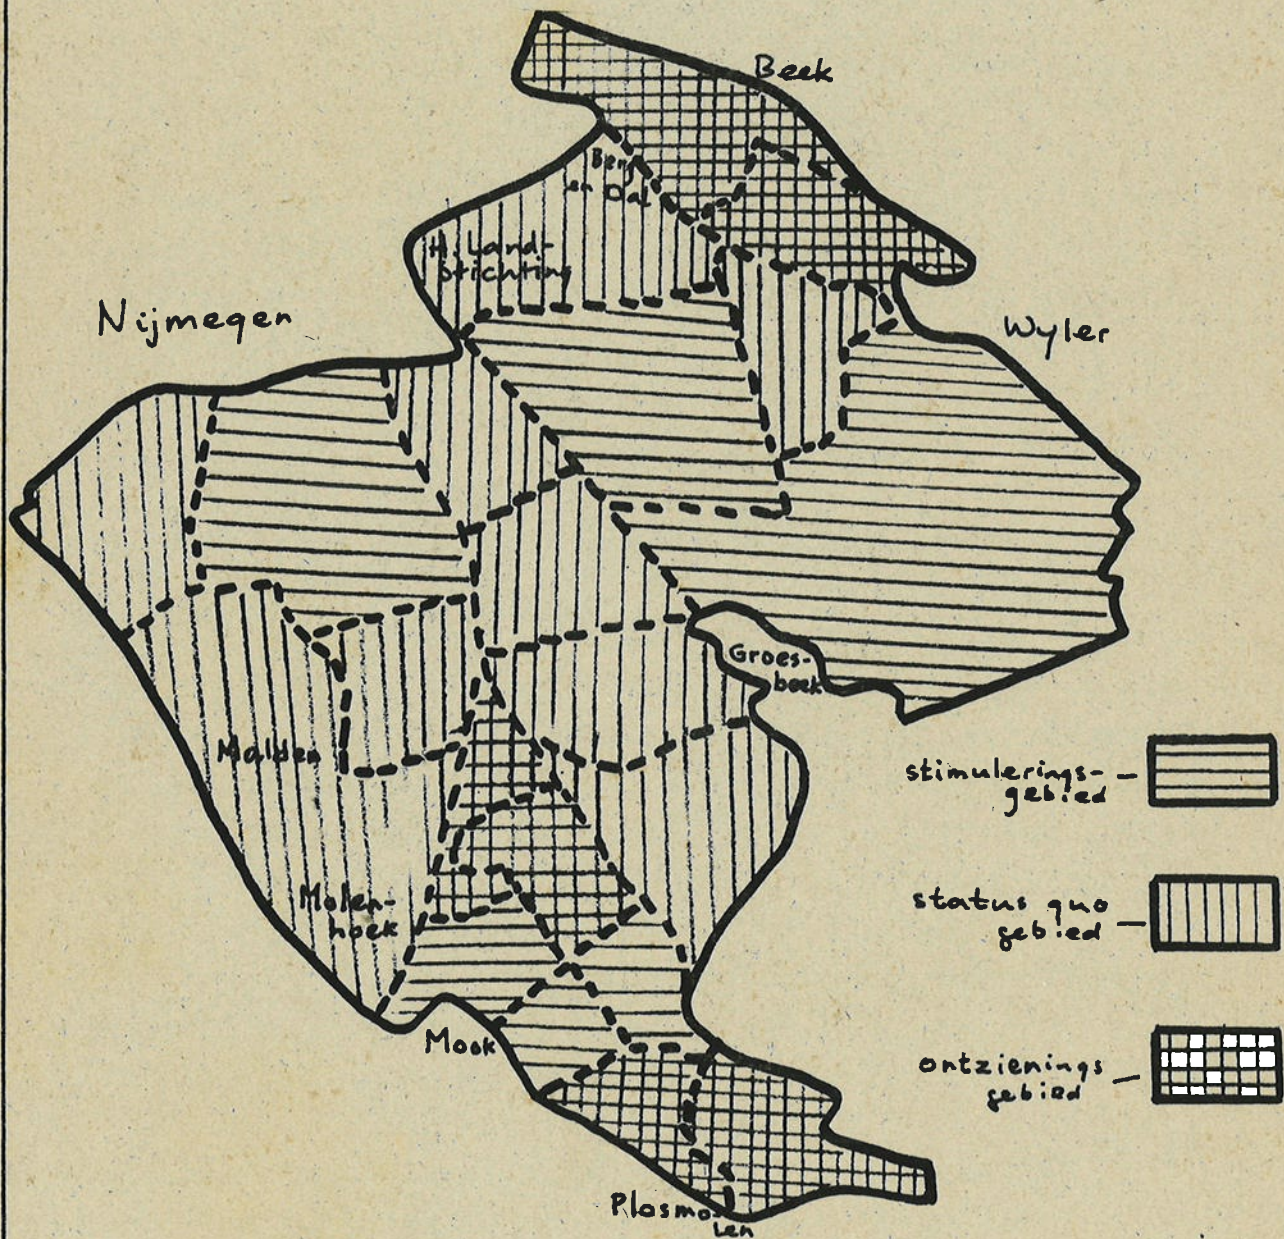 Beek
Berg
en Dal
H. Land-
stichting
Nijmegen
Wyler
Groes-
beek
Malden
stimulerings-
gebied
Molen-
hoek
status quo
gebied
Mook
ontzienings
gebied
Plasmo-
len